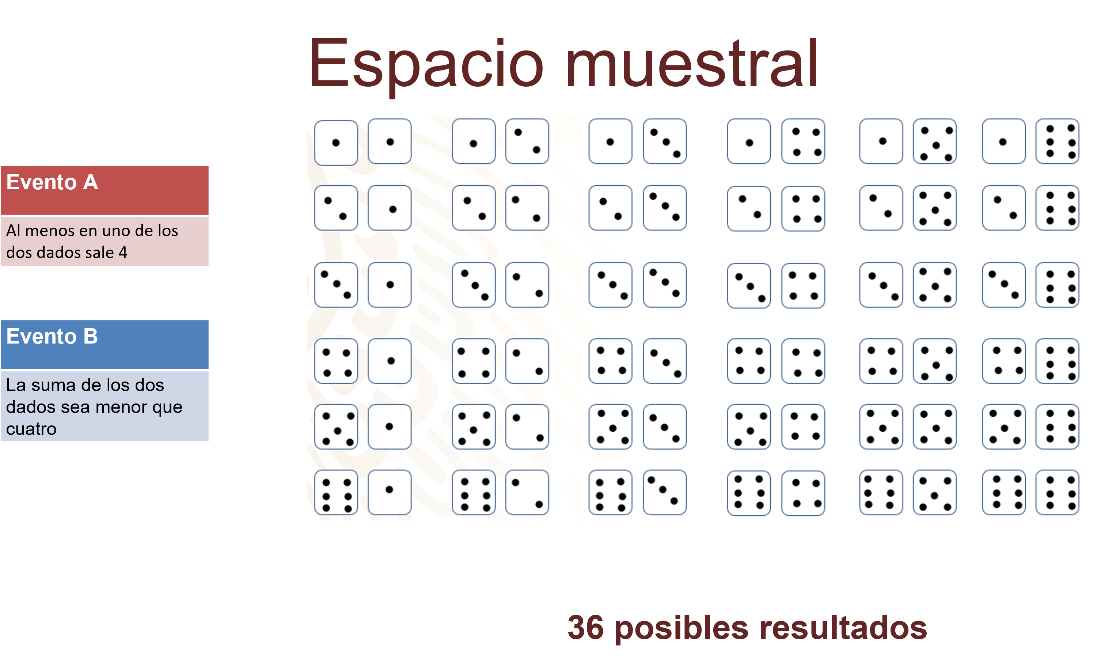 Espacio muestral
Evento A
Al menos en uno de los
dos dados sale 4
Evento B
La suma de los dos
dados sea menor que
cuatro
36 posibles resultados